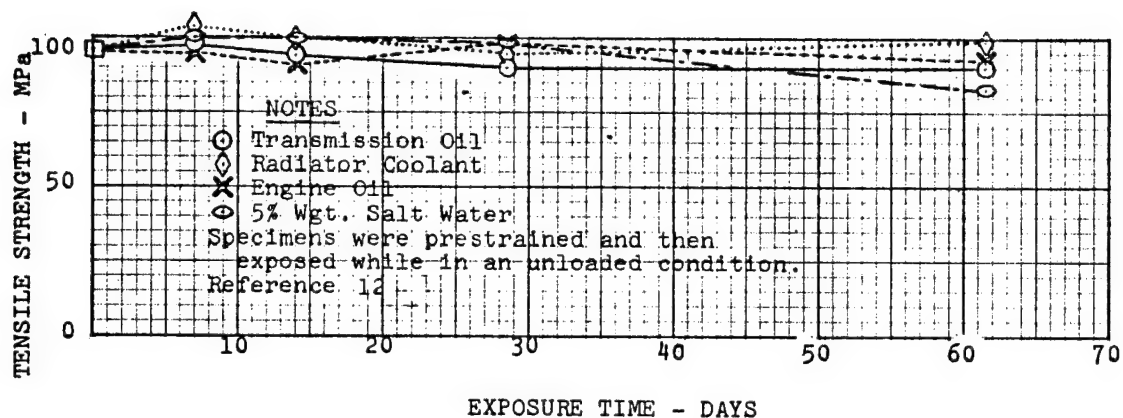 TENSILE STRENGTH - MPa
100
50
0
NOTES
Transmission Oil
Radiator Coolant
Engine Oil
5% Wgt. Salt Water
Specimens were prestrained and then
exposed while in an unloaded condition.
Reference 12
10 20 30 40 50 60 70
EXPOSURE TIME - DAYS